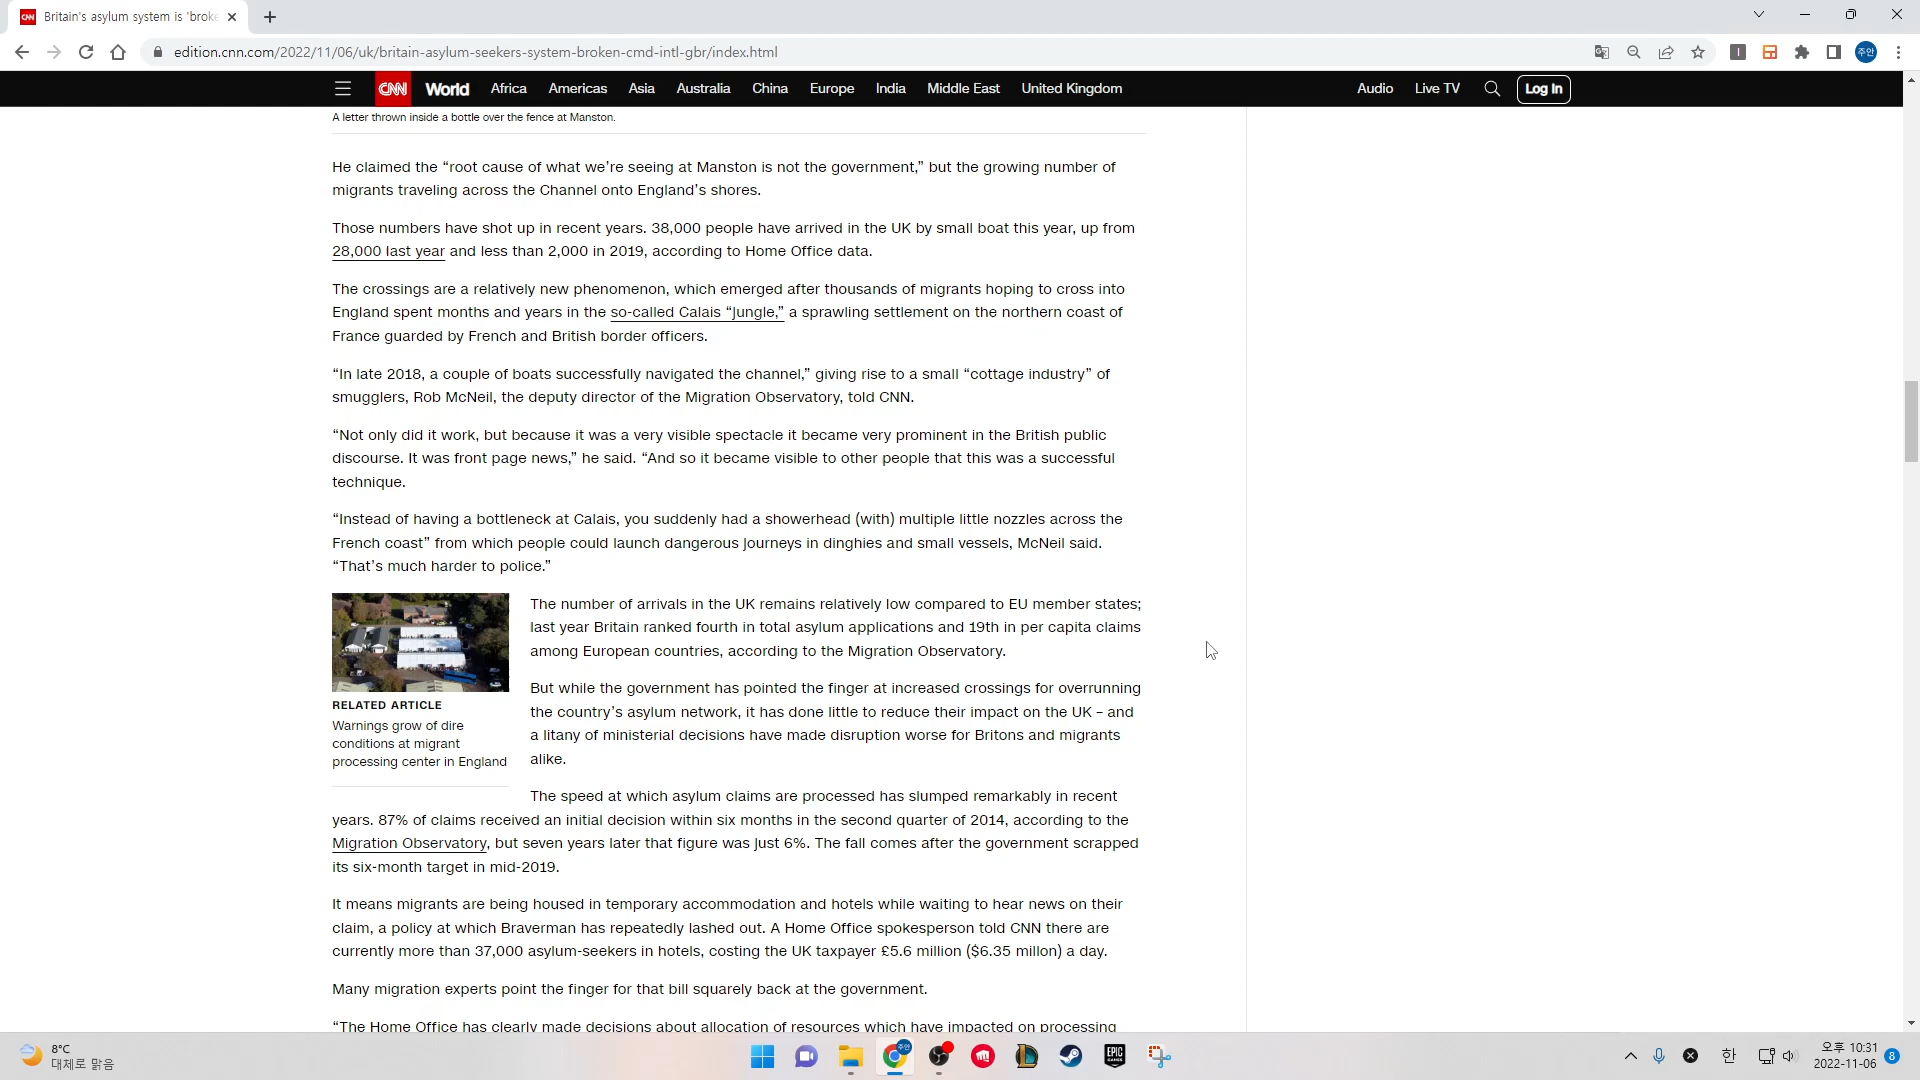 CNN Britain's asylum system is 'broke
edition.cnn.com/2022/11/06/uk/britain-asylum-seekers-system-broken-cmd-intl-gbr/index.html
주안
CNN World Africa Americas Asia Australia China Europe India Middle East United Kingdom Audio Live TV Log In
A letter thrown inside a bottle over the fence at Manston.
He claimed the “root cause of what we’re seeing at Manston is not the government,” but the growing number of
migrants traveling across the Channel onto England’s shores.
Those numbers have shot up in recent years. 38,000 people have arrived in the UK by small boat this year, up from
28,000 last year and less than 2,000 in 2019, according to Home Office data.
The crossings are a relatively new phenomenon, which emerged after thousands of migrants hoping to cross into
England spent months and years in the so-called Calais “Jungle,” a sprawling settlement on the northern coast of
France guarded by French and British border officers.
“In late 2018, a couple of boats successfully navigated the channel,” giving rise to a small “cottage industry” of
smugglers, Rob McNeil, the deputy director of the Migration Observatory, told CNN.
“Not only did it work, but because it was a very visible spectacle it became very prominent in the British public
discourse. It was front page news,” he said. “And so it became visible to other people that this was a successful
technique.
“Instead of having a bottleneck at Calais, you suddenly had a showerhead (with) multiple little nozzles across the
French coast” from which people could launch dangerous journeys in dinghies and small vessels, McNeil said.
“That’s much harder to police.”
The number of arrivals in the UK remains relatively low compared to EU member states;
last year Britain ranked fourth in total asylum applications and 19th in per capita claims
among European countries, according to the Migration Observatory.
RELATED ARTICLE
Warnings grow of dire
conditions at migrant
processing center in England
But while the government has pointed the finger at increased crossings for overrunning
the country’s asylum network, it has done little to reduce their impact on the UK – and
a litany of ministerial decisions have made disruption worse for Britons and migrants
alike.
The speed at which asylum claims are processed has slumped remarkably in recent
years. 87% of claims received an initial decision within six months in the second quarter of 2014, according to the
Migration Observatory, but seven years later that figure was just 6%. The fall comes after the government scrapped
its six-month target in mid-2019.
It means migrants are being housed in temporary accommodation and hotels while waiting to hear news on their
claim, a policy at which Braverman has repeatedly lashed out. A Home Office spokesperson told CNN there are
currently more than 37,000 asylum-seekers in hotels, costing the UK taxpayer £5.6 million ($6.35 millon) a day.
Many migration experts point the finger for that bill squarely back at the government.
“The Home Office has clearly made decisions about allocation of resources which have impacted on processing
8°C
대체로 맑음
주안
EPIC GAMES
한
오후 10:31
2022-11-06
8